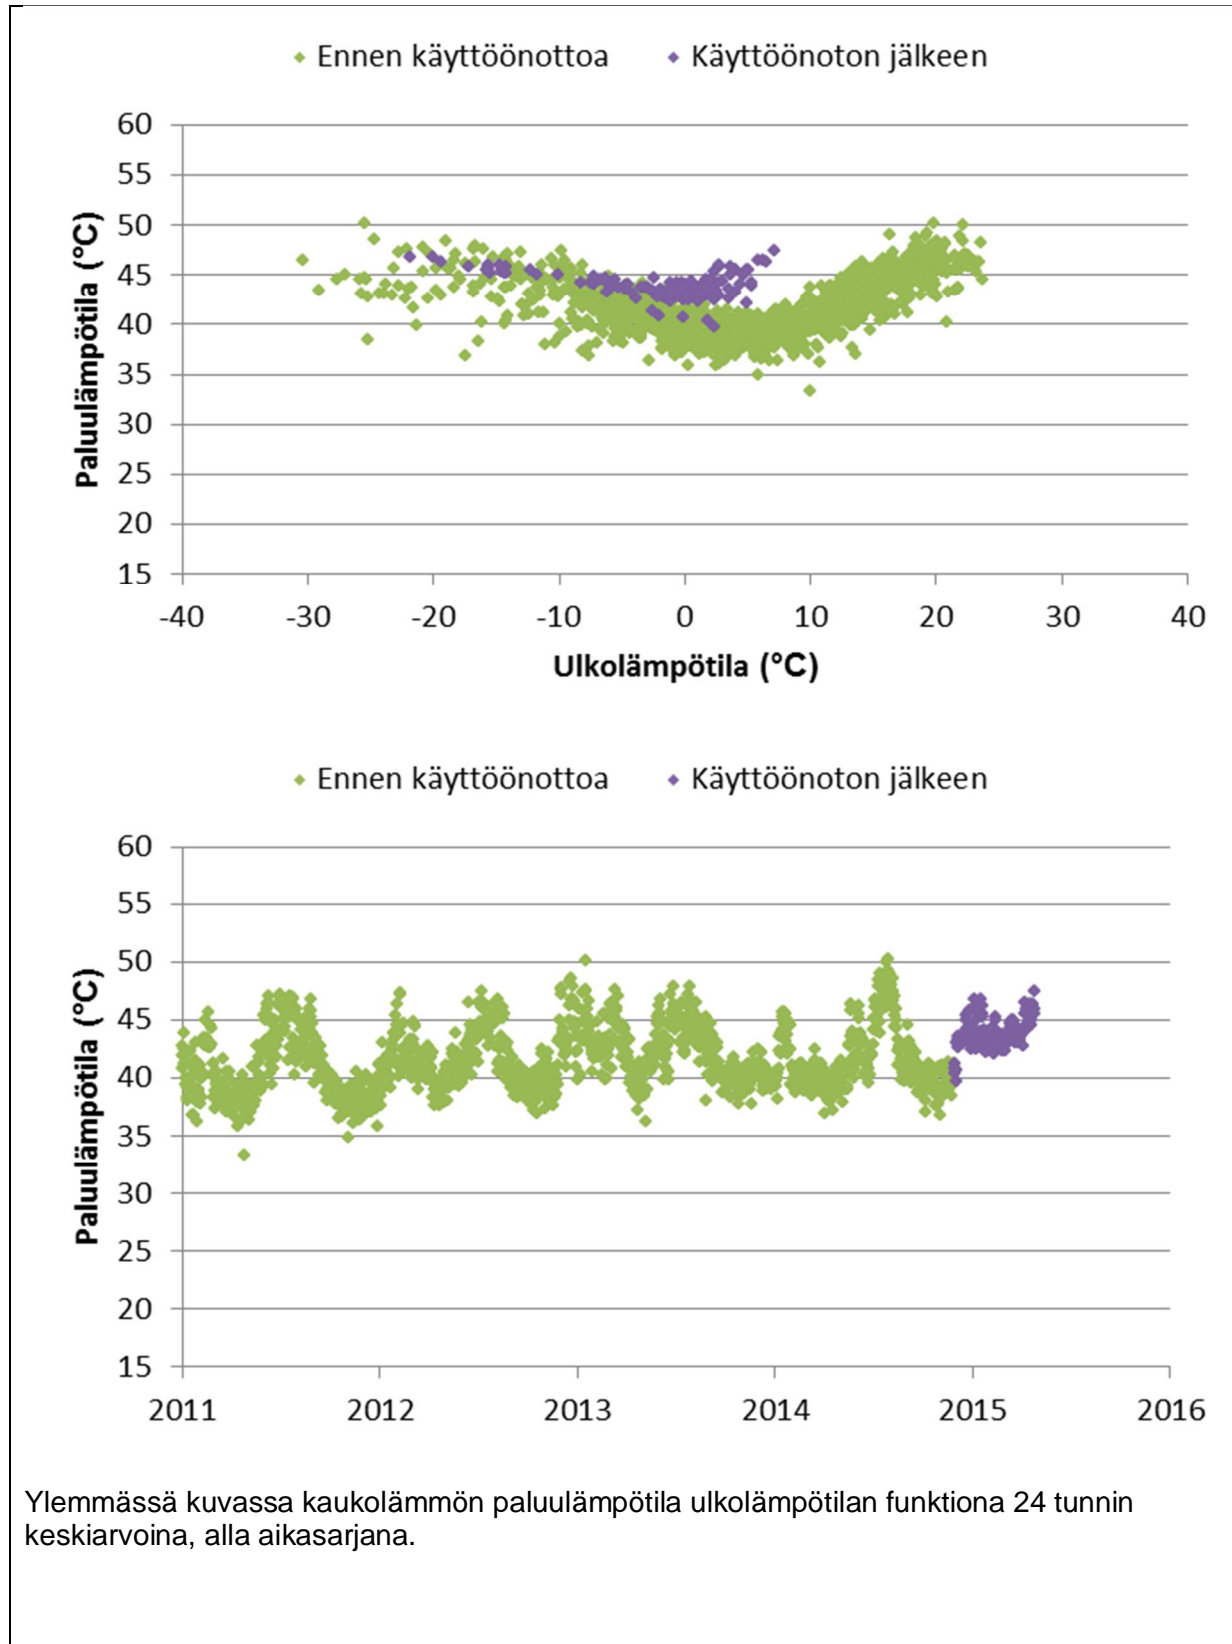 Ennen käyttöönottoa Käyttöönoton jälkeen
60
55
50
45
40
35
30
25
20
15
Paluulämpötila (°C)
-40 -30 -20 -10 0 10 20 30 40
Ulkolämpötila (°C)
Ennen käyttöönottoa Käyttöönoton jälkeen
60
55
50
45
40
35
30
25
20
15
Paluulämpötila (°C)
2011 2012 2013 2014 2015 2016
Ylemmässä kuvassa kaukolämmön paluulämpötila ulkolämpötilan funktiona 24 tunnin
keskiarvoina, alla aikasarjana.